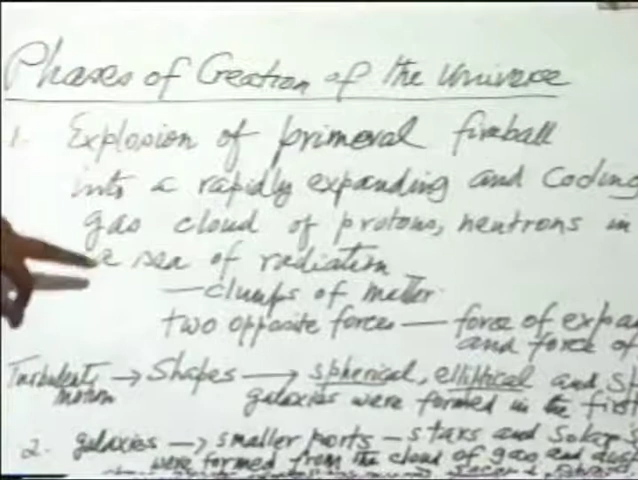 Phases of Creation of the Universe
1. Explosion of primeval fireball
into a rapidly expanding and Cooling
gas cloud of protons, neutrons in
a sea of radiation
— clumps of matter
two opposite forces — force of expa
and force of
Turbulent → Shapes → spherical, elliptical and S
motion galaxies were formed in the first
2. galaxies → smaller parts – stars and Solar S
were formed from the cloud of gas and dust